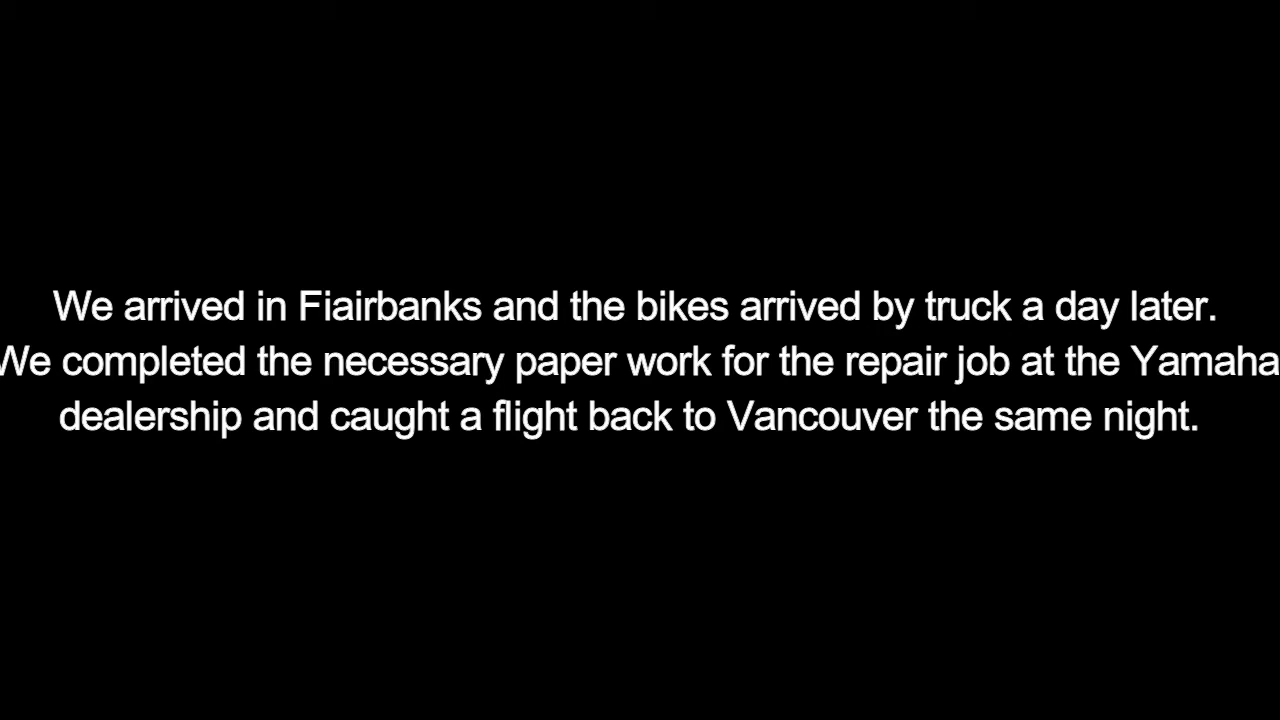 We arrived in Fiairbanks and the bikes arrived by truck a day later.
We completed the necessary paper work for the repair job at the Yamaha
dealership and caught a flight back to Vancouver the same night.